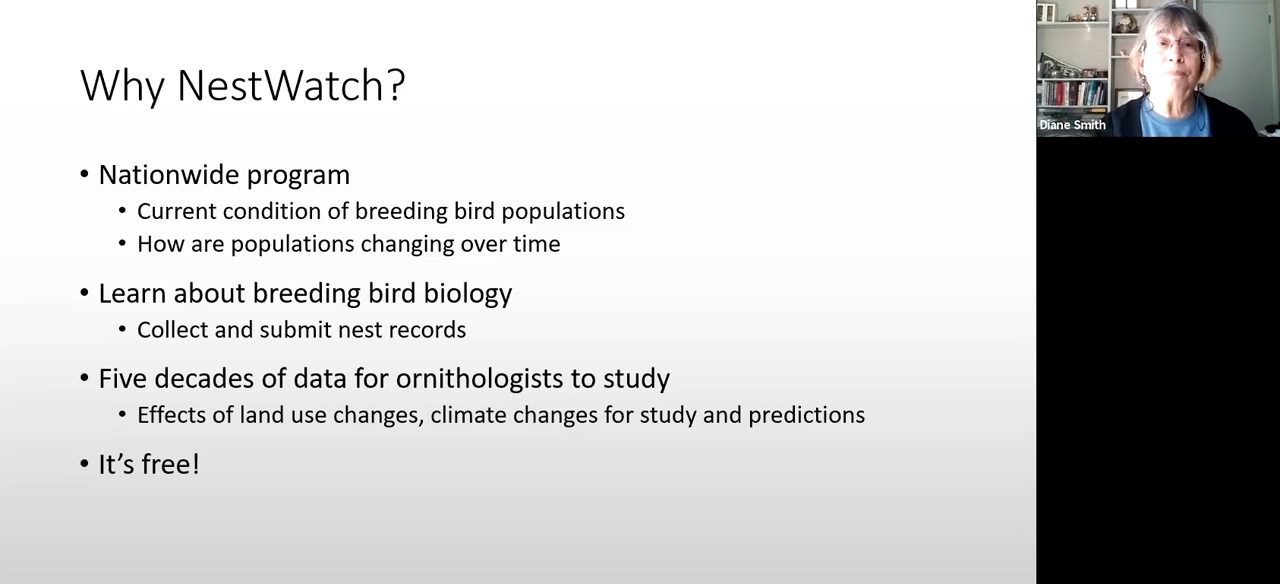 Why NestWatch?
• Nationwide program
• Current condition of breeding bird populations
• How are populations changing over time
• Learn about breeding bird biology
• Collect and submit nest records
• Five decades of data for ornithologists to study
• Effects of land use changes, climate changes for study and predictions
• It’s free!
Diane Smith